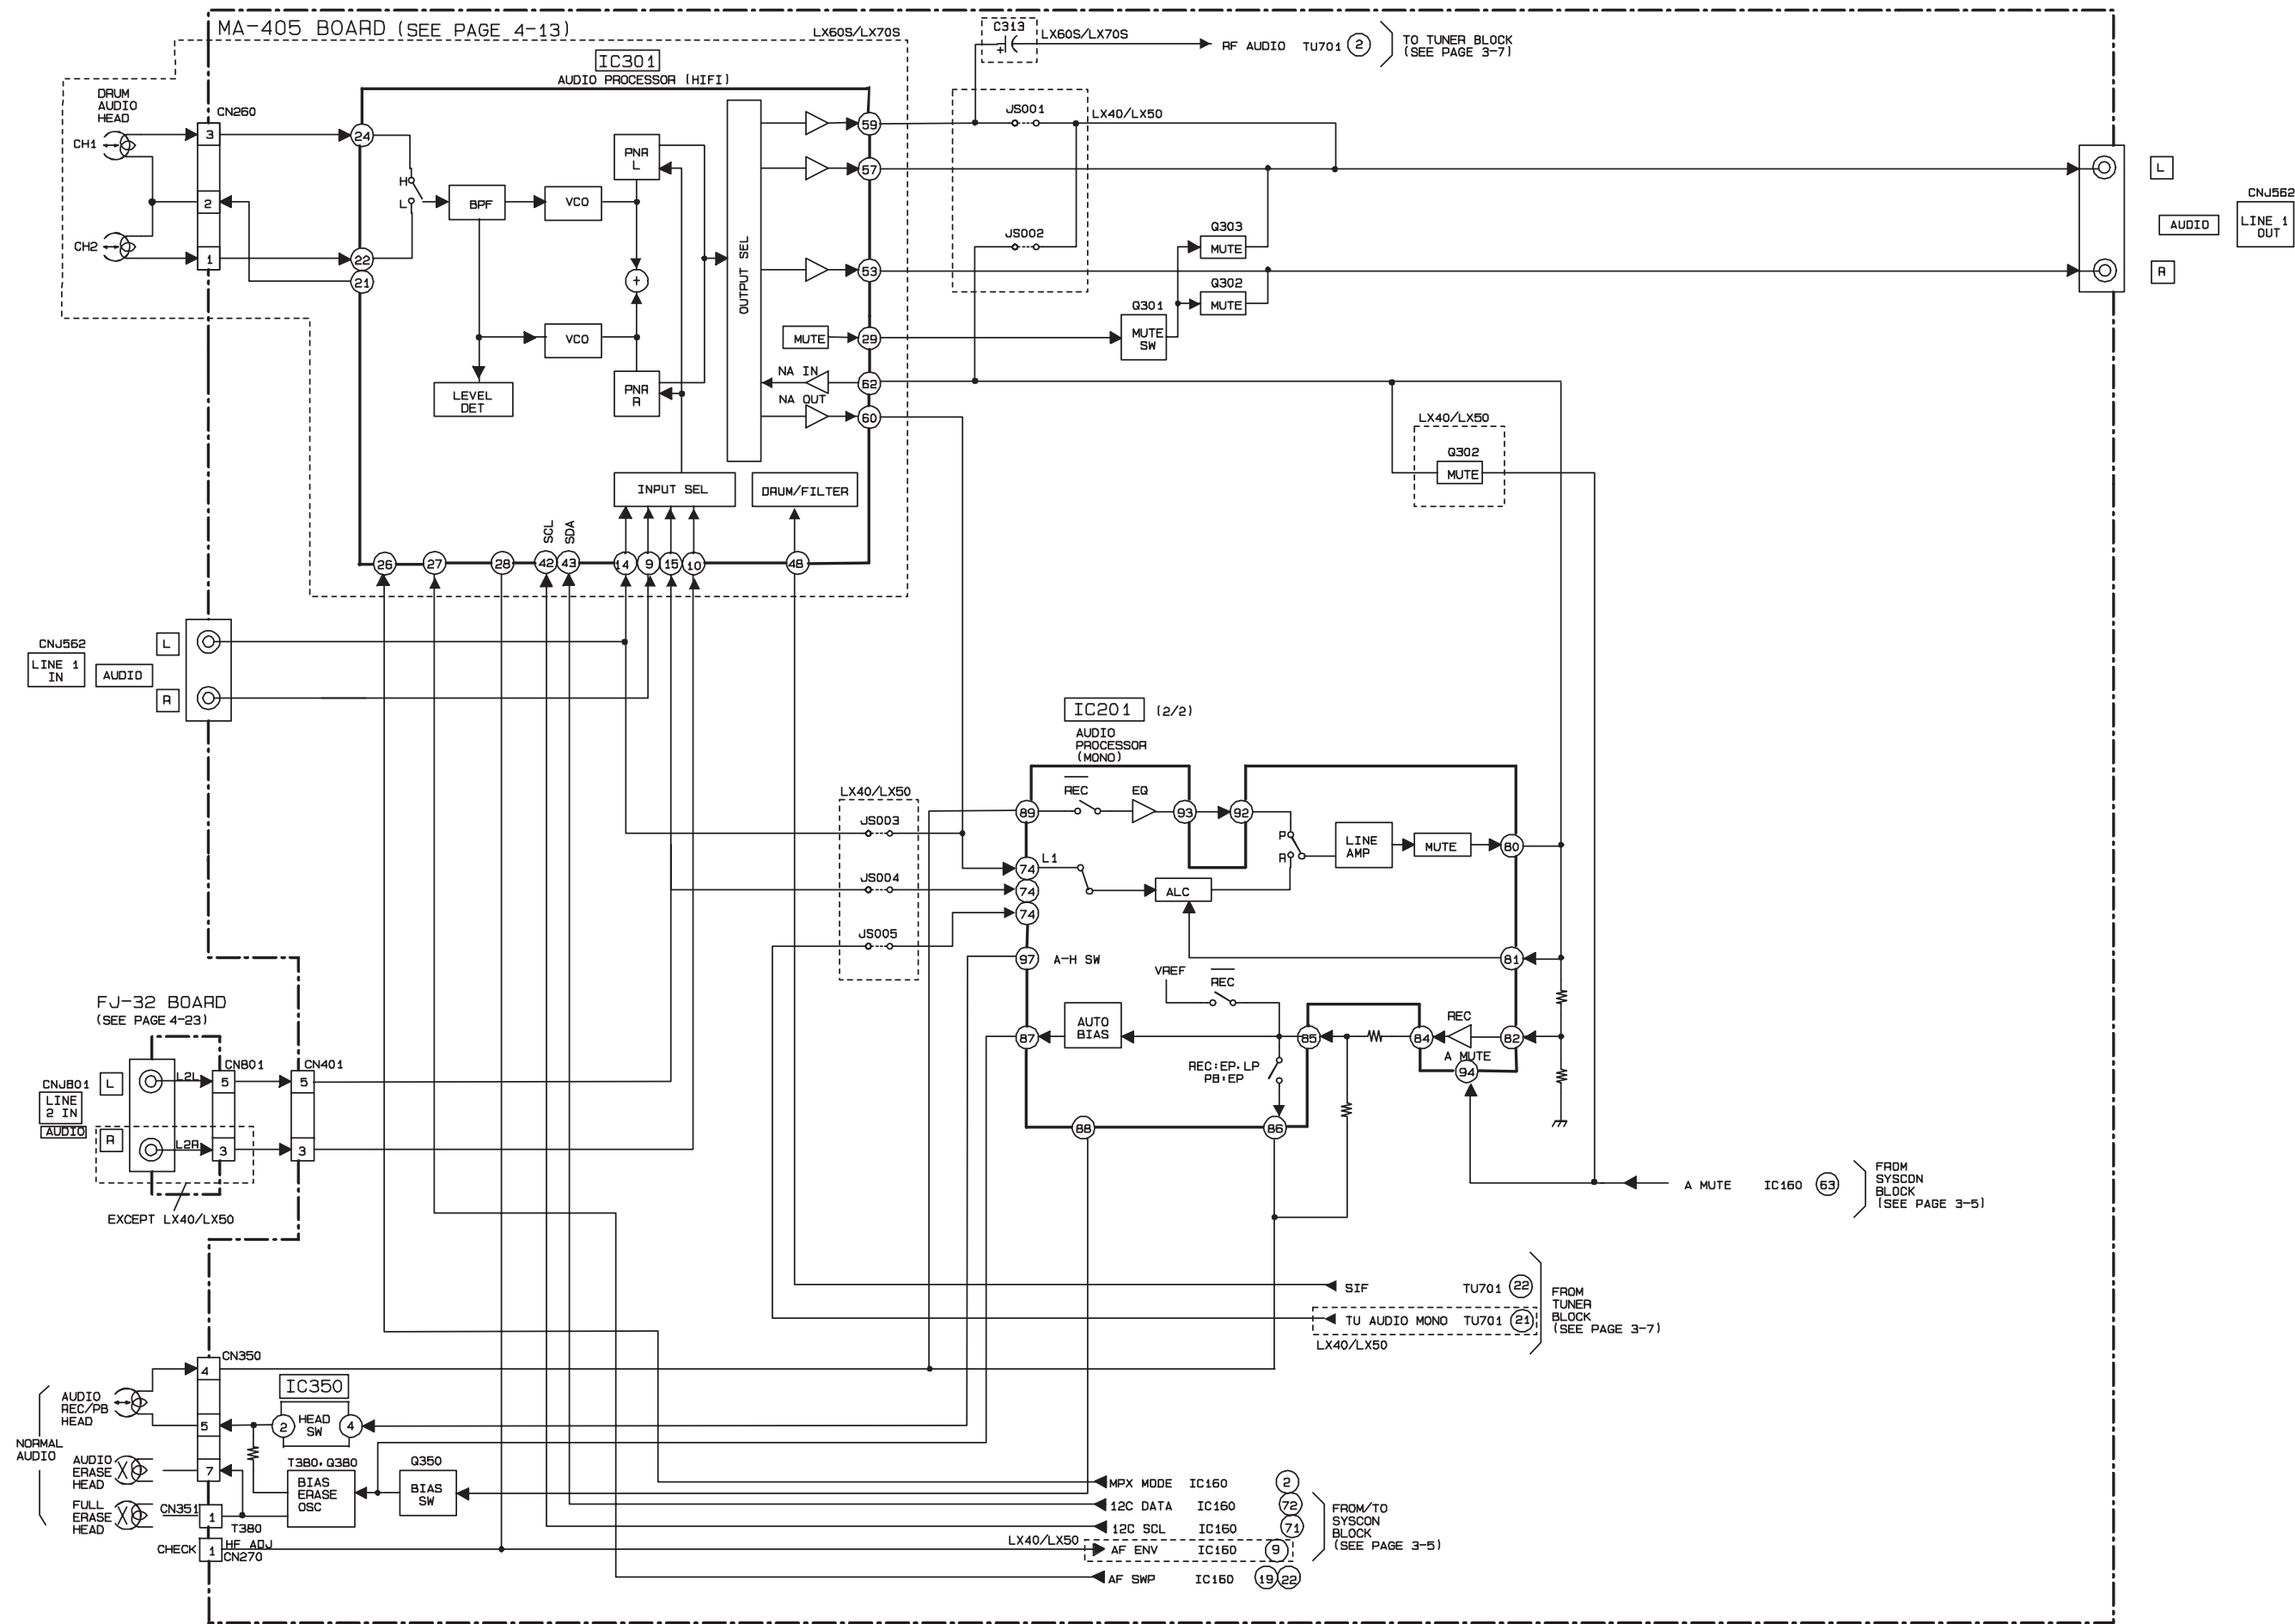 MA-405 BOARD (SEE PAGE 4-13)
LX60S/LX70S
C313
+
LX60S/LX70S
RF AUDIO TU701 2
TO TUNER BLOCK
(SEE PAGE 3-7)
IC301
AUDIO PROCESSOR (HIFI)
DRUM
AUDIO
HEAD
CN260
CH1
3
2
CH2
1
24
22
21
H
L
BPF
VCO
VCO
+
PNR
L
PNR
R
LEVEL
DET
OUTPUT SEL
59
57
53
MUTE
29
NA IN
62
NA OUT
60
INPUT SEL
DRUM/FILTER
SCL
SDA
26
27
28
42
43
14
9
15
10
48
JS001
LX40/LX50
JS002
Q303
MUTE
Q302
MUTE
Q301
MUTE
SW
L
R
AUDIO
CNJ562
LINE 1
OUT
LX40/LX50
Q302
MUTE
CNJ562
LINE 1
IN
AUDIO
L
R
IC201 (2/2)
AUDIO
PROCESSOR
(MONO)
LX40/LX50
JS003
JS004
JS005
89
REC
EQ
93
92
P
R
LINE
AMP
MUTE
80
74
L1
74
74
ALC
97
A-H SW
81
VREF
REC
87
AUTO
BIAS
85
84
REC
82
A MUTE
94
REC:EP.LP
PB:EP
88
86
FJ-32 BOARD
(SEE PAGE 4-23)
CNJ801
LINE
2 IN
AUDIO
L
R
L2L
L2R
CN801
5
3
CN401
5
3
EXCEPT LX40/LX50
A MUTE IC160 63
FROM
SYSCON
BLOCK
(SEE PAGE 3-5)
SIF TU701 22
TU AUDIO MONO TU701 21
LX40/LX50
FROM
TUNER
BLOCK
(SEE PAGE 3-7)
CN350
4
5
7
IC350
2
HEAD
SW
4
NORMAL
AUDIO
AUDIO
REC/PB
HEAD
AUDIO
ERASE
HEAD
FULL
ERASE
HEAD
T380.Q380
BIAS
ERASE
OSC
Q350
BIAS
SW
CN351
1
T380
CHECK
1
HF ADJ
CN270
MPX MODE IC160 2
12C DATA IC160 72
12C SCL IC160 71
LX40/LX50
AF ENV IC160 9
AF SWP IC160 19 22
FROM/TO
SYSCON
BLOCK
(SEE PAGE 3-5)